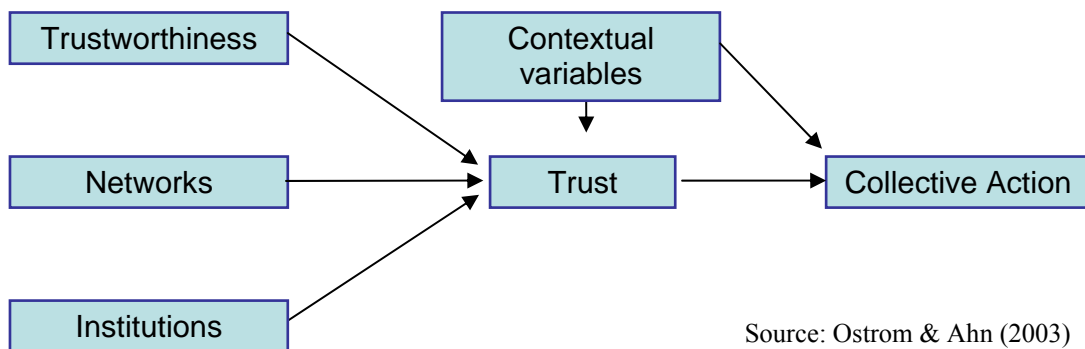 Trustworthiness
Contextual
variables
Networks
Trust
Collective Action
Institutions
Source: Ostrom & Ahn (2003)